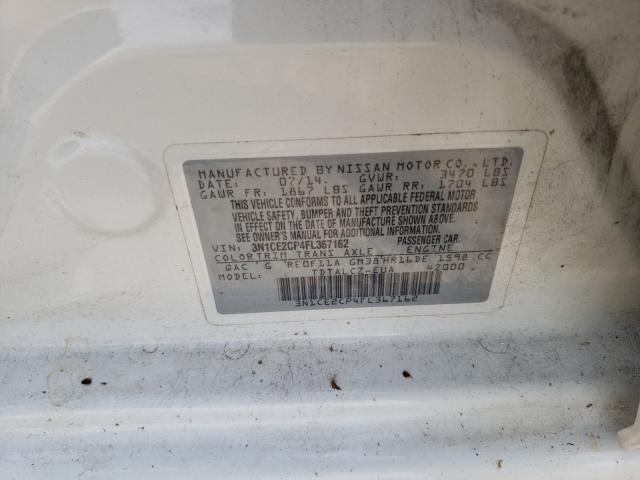 MANUFACTURED BY NISSAN MOTOR CO., LTD.
DATE: 07/14. GVWR: 3470 LBS
GAWR FR: 1867 LBS GAWR RR: 1704 LBS
THIS VEHICLE CONFORMS TO ALL APPLICABLE FEDERAL MOTOR
VEHICLE SAFETY, BUMPER AND THEFT PREVENTION STANDARDS
IN EFFECT ON THE DATE OF MANUFACTURE SHOWN ABOVE.
SEE OWNER'S MANUAL FOR FURTHER INFORMATION.
VIN: 3N1CE2CP4FL367162 PASSENGER CAR.
COLOR TRIM TRANS AXLE ENGINE
QAC G RE0F11A GM38 HR16DE 1598 CC
MODEL: TDTALCZ-EUA 42000
3N1CE2CP4FL367162